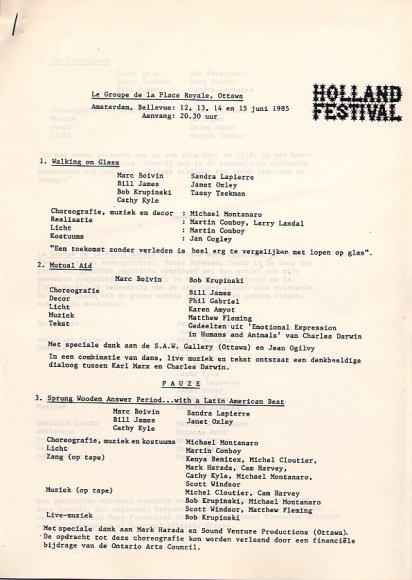 HOLLAND
FESTIVAL
Le Groupe de la Place Royale, Ottawa
Amsterdam, Bellevue: 12, 13, 14 en 15 juni 1985
Aanvang: 20.30 uur
1. Walking on Glass
Marc Boivin Sandra Lapierre
Bill James Janet Oxley
Bob Krupinski Tassy Teekman
Cathy Kyle
Choreografie, muziek en decor : Michael Montanaro
Realisatie : Martin Conboy, Larry Laxdal
Licht : Martin Conboy
Kostuums : Jan Cogley
"Een toekomst zonder verleden is heel erg te vergelijken met lopen op glas".
2. Mutual Aid
Marc Boivin Bob Krupinski
Choreografie Bill James
Decor Phil Gabriel
Licht Karen Amyot
Muziek Matthew Fleming
Tekst Gedeelten uit 'Emotional Expression
in Humans and Animals' van Charles Darwin
Met speciale dank aan de S.A.W. Gallery (Ottawa) en Jean Ogilvy
In een combinatie van dans, live muziek en tekst ontstaat een denkbeeldige
dialoog tussen Karl Marx en Charles Darwin.
P A U Z E
3. Sprung Wooden Answer Period...with a Latin American Beat
Marc Boivin Sandra Lapierre
Bill James Janet Oxley
Cathy Kyle
Choreografie, muziek en kostuums Michael Montanaro
Licht Martin Conboy
Zang (op tape) Kenya Benitex, Michel Cloutier,
Mark Harada, Cam Harvey,
Cathy Kyle, Michael Montanaro,
Scott Windsor
Muziek (op tape) Michel Cloutier, Cam Harvey
Bob Krupinski, Michael Montanaro
Scott Windsor, Matthew Fleming
Live-muziek Bob Krupinski
Met speciale dank aan Mark Harada en Sound Venture Productions (Ottawa).
De opdracht tot deze choreografie kon worden verleend door een financiële
bijdrage van de Ontario Arts Council.